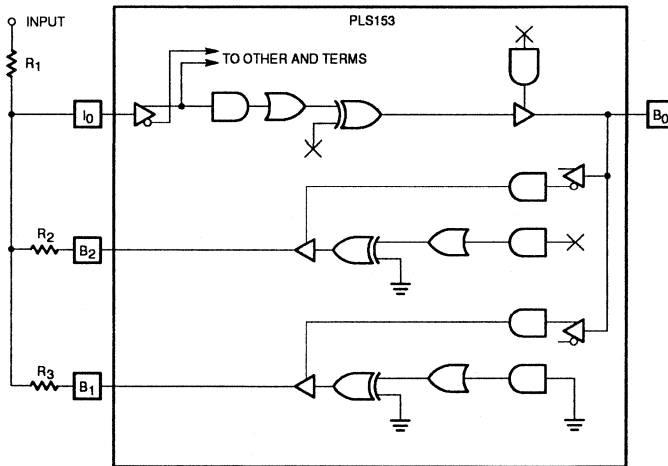 PLS153
INPUT
R1
TO OTHER AND TERMS
I0
B0
R2
B2
R3
B1